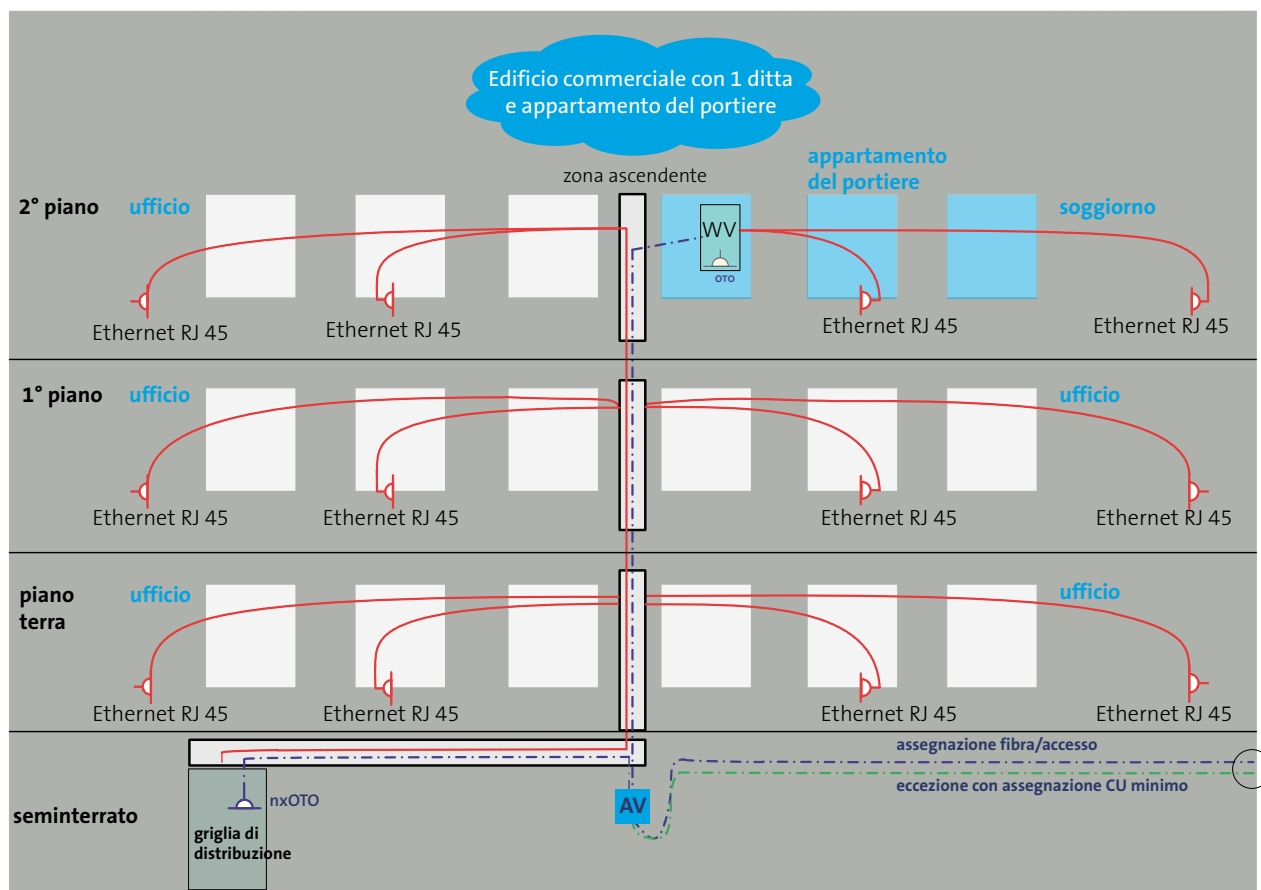 Edificio commerciale con 1 ditta
e appartamento del portiere
zona ascendente
appartamento
del portiere
2° piano
ufficio
soggiorno
WV
OTO
Ethernet RJ 45
Ethernet RJ 45
Ethernet RJ 45
Ethernet RJ 45
1° piano
ufficio
ufficio
Ethernet RJ 45
Ethernet RJ 45
Ethernet RJ 45
Ethernet RJ 45
piano
terra
ufficio
ufficio
Ethernet RJ 45
Ethernet RJ 45
Ethernet RJ 45
Ethernet RJ 45
assegnazione fibra/accesso
eccezione con assegnazione CU minimo
nxOTO
AV
seminterrato
griglia di
distribuzione